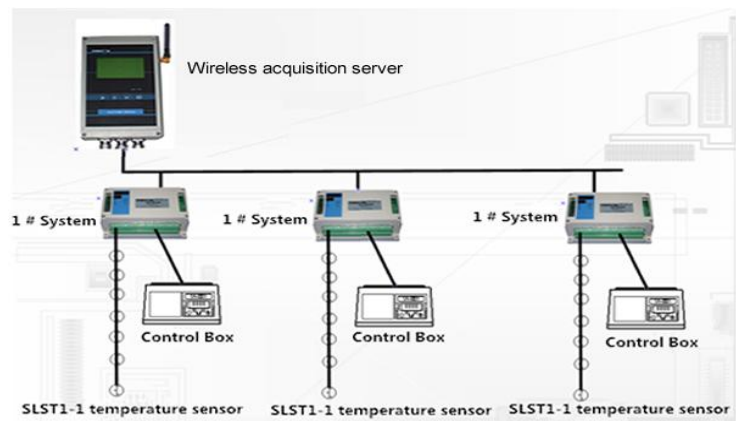 Wireless acquisition server
1 # System
1 # System
1 # System
Control Box
Control Box
Control Box
SLST1-1 temperature sensor
SLST1-1 temperature sensor
SLST1-1 temperature sensor